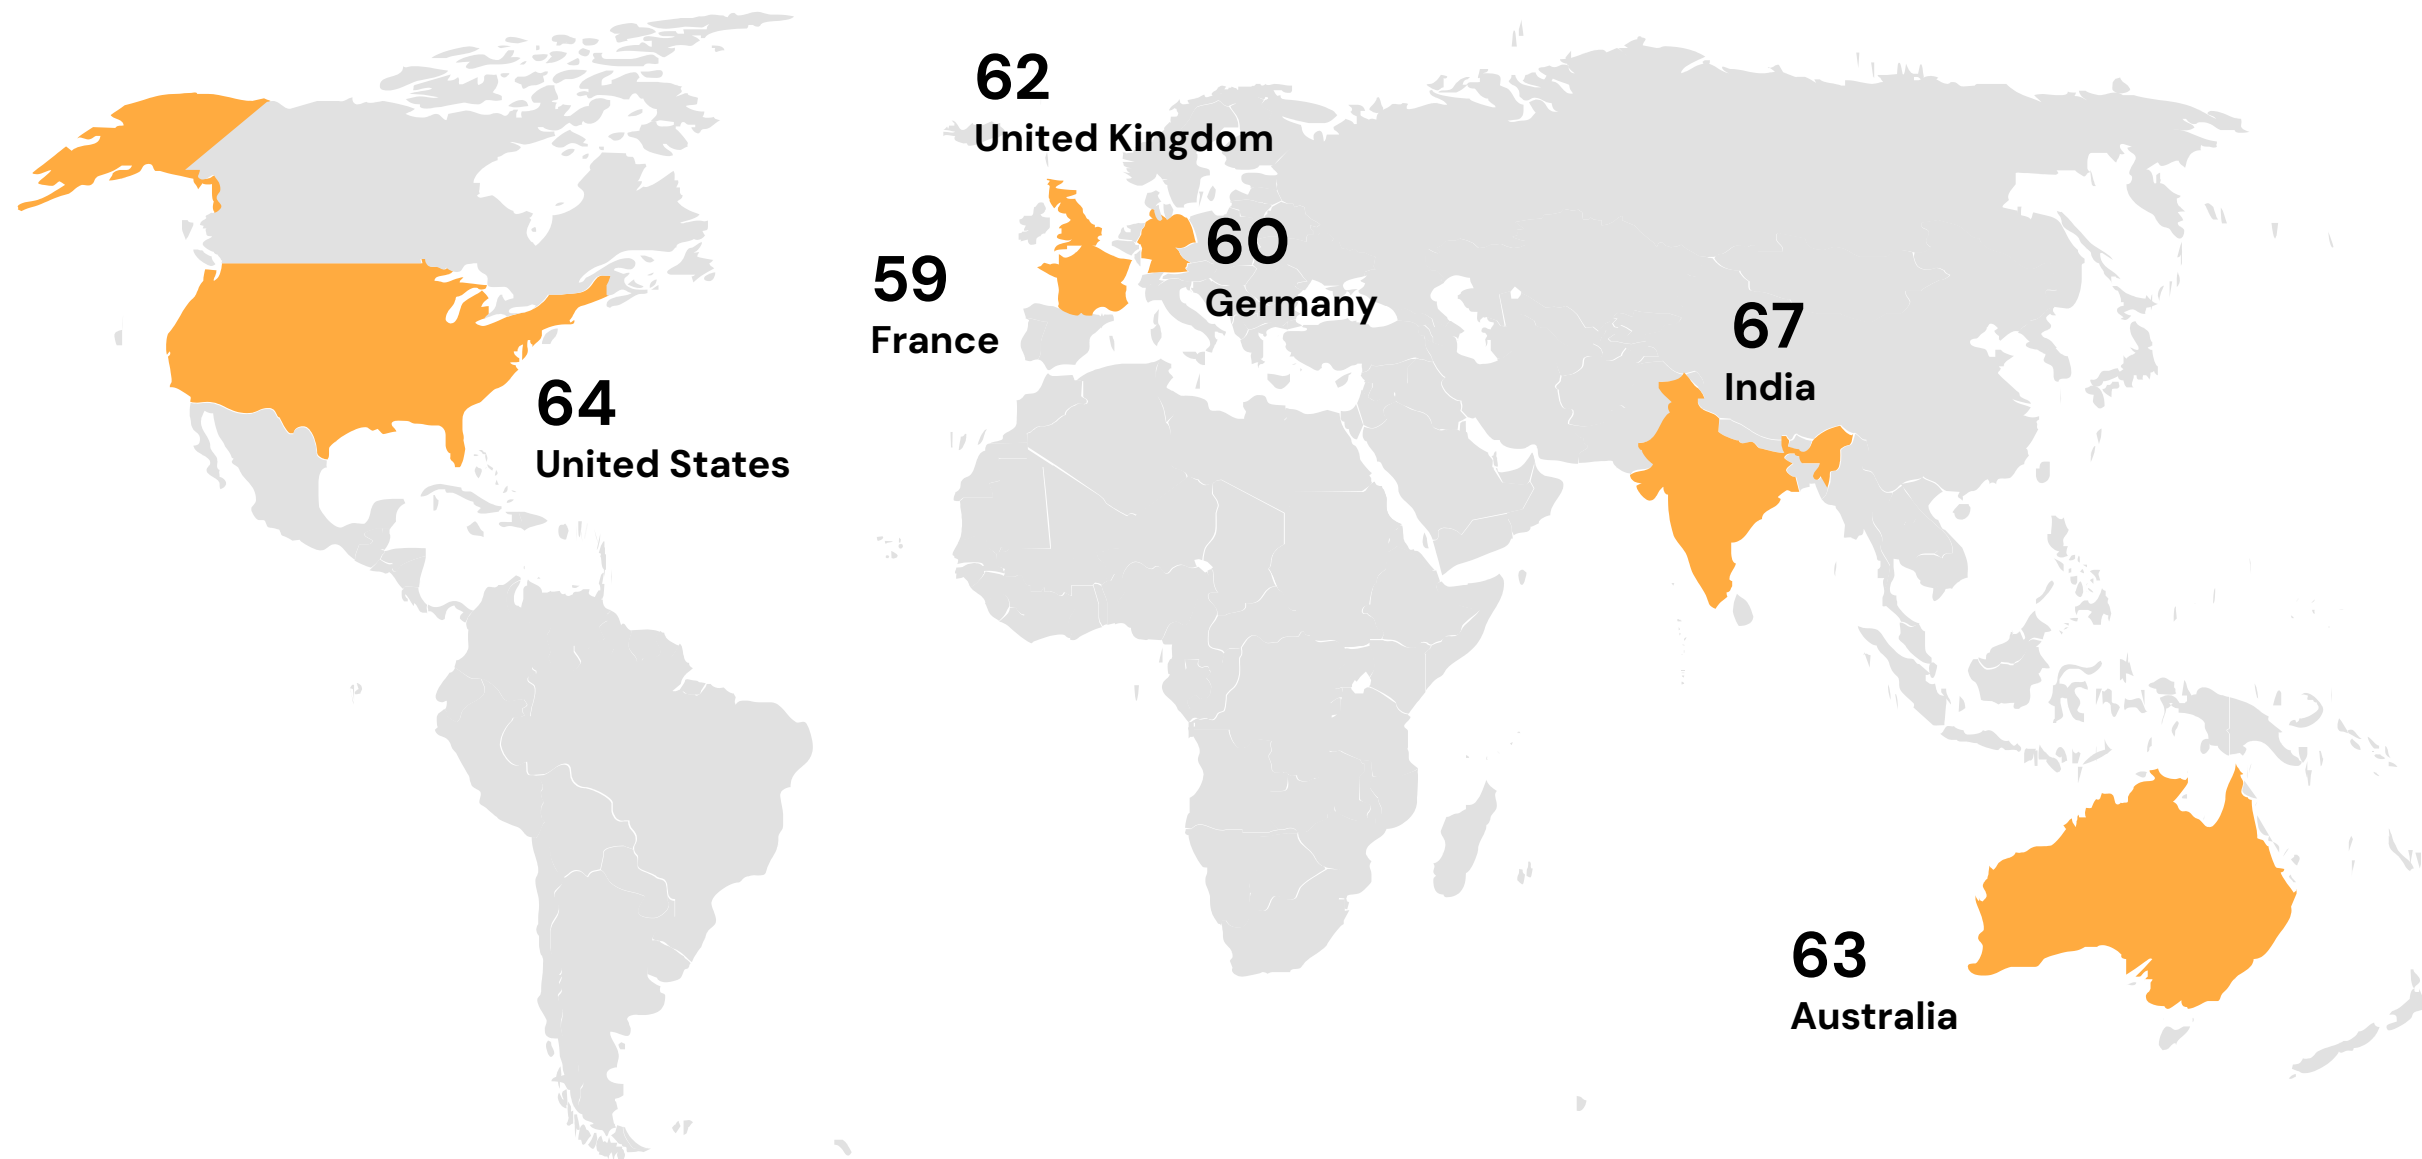 62
United Kingdom
60
Germany
59
France
67
India
64
United States
63
Australia